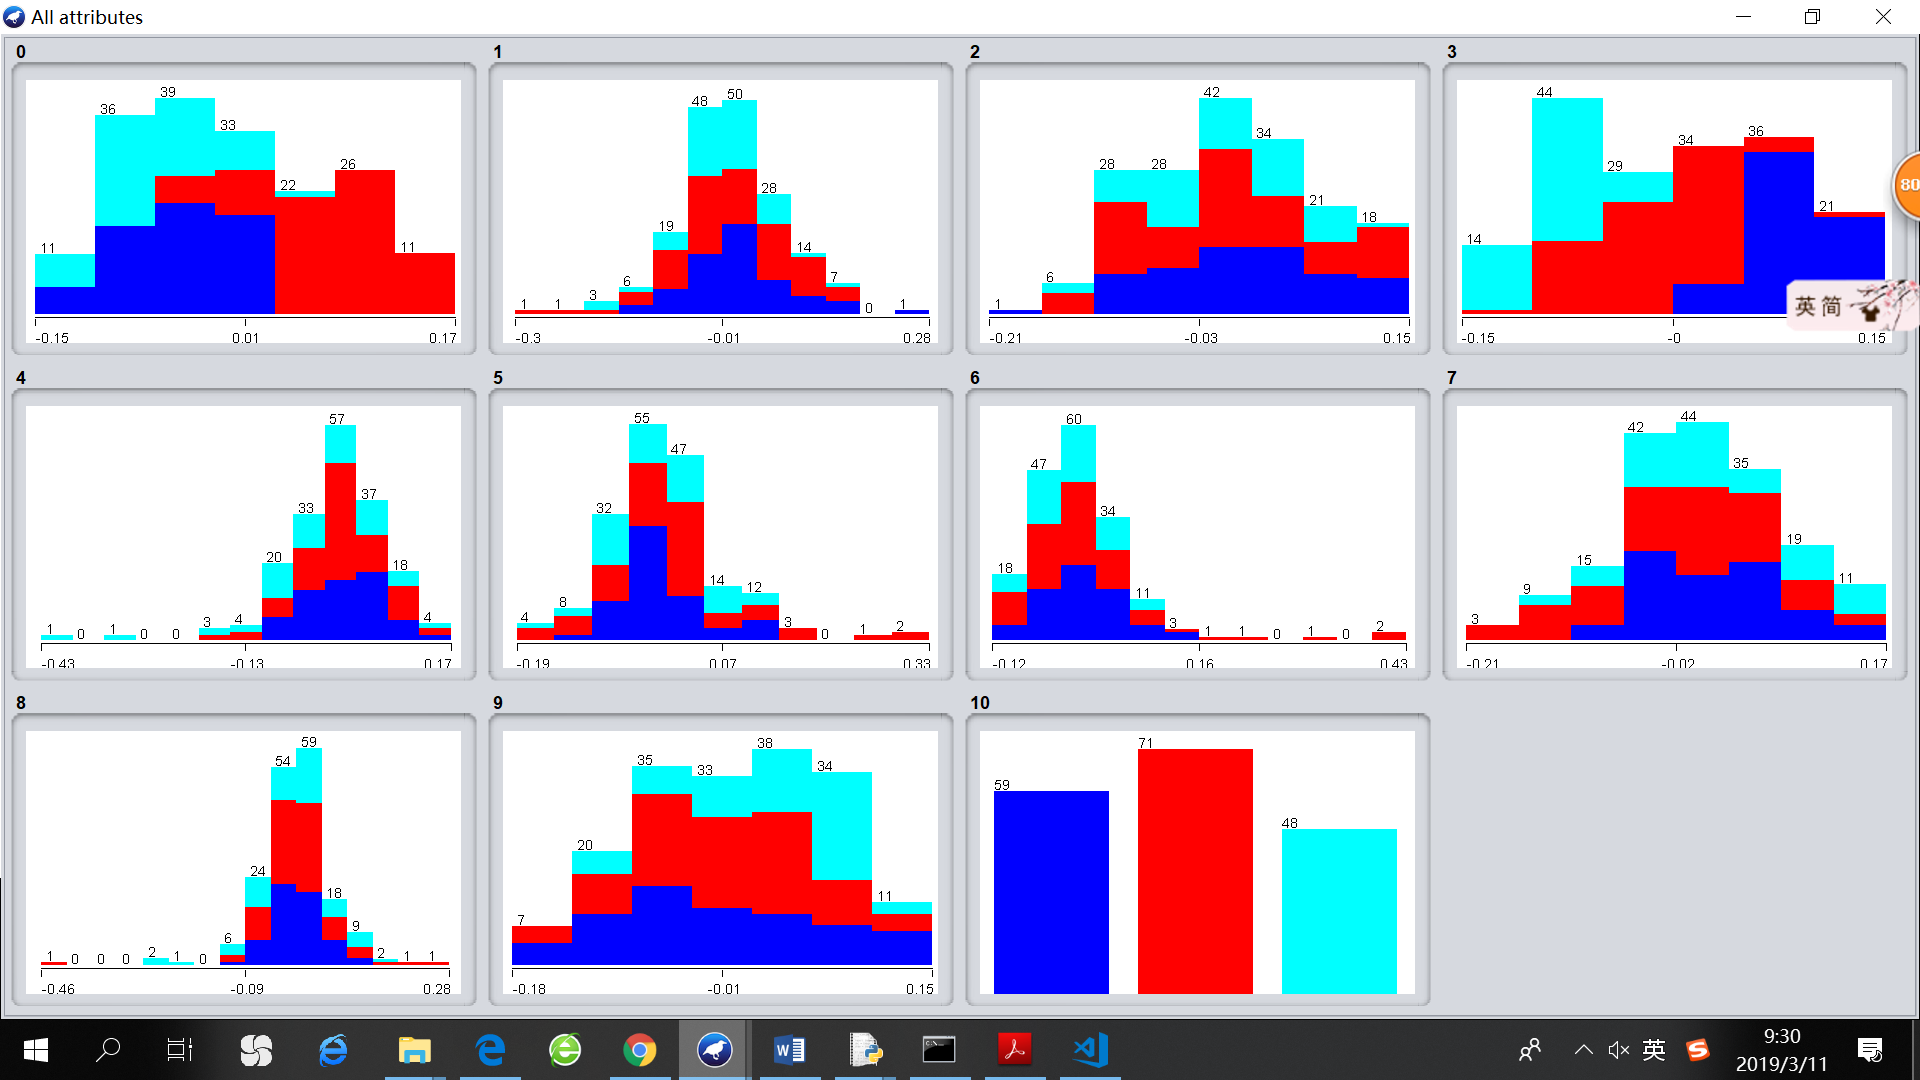 All attributes
0 1 2 3
11 36 39 33 22 26 11
-0.15 0.01 0.17
1 1 3 6 19 48 50 28 14 7 0 1
-0.3 -0.01 0.28
1 6 28 28 42 34 21 18
-0.21 -0.03 0.15
14 44 29 34 36 21
-0.15 -0 0.15
80
英 简
4 5 6 7
1 0 1 0 0 3 4 20 33 57 37 18 4
-0.43 -0.13 0.17
4 8 32 55 47 14 12 3 0 1 2
-0.19 0.07 0.33
18 47 60 34 11 3 1 1 0 1 0 2
-0.12 0.16 0.43
3 9 15 42 44 35 19 11
-0.21 -0.02 0.17
8 9 10
1 0 0 0 2 1 0 6 24 54 59 18 9 2 1 1
-0.46 -0.09 0.28
7 20 35 33 38 34 11
-0.18 -0.01 0.15
59 71 48
英
9:30
2019/3/11